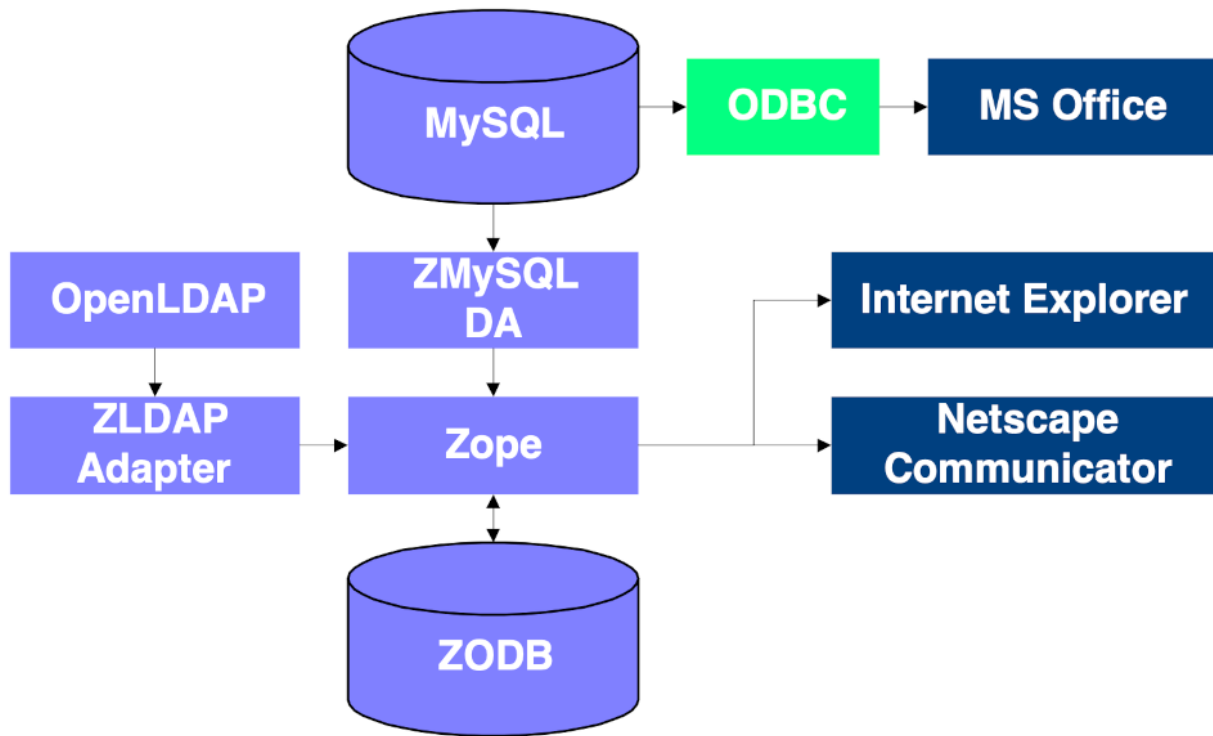 MySQL
ODBC
MS Office
OpenLDAP
ZMySQL
DA
Internet Explorer
ZLDAP
Adapter
Zope
Netscape
Communicator
ZODB